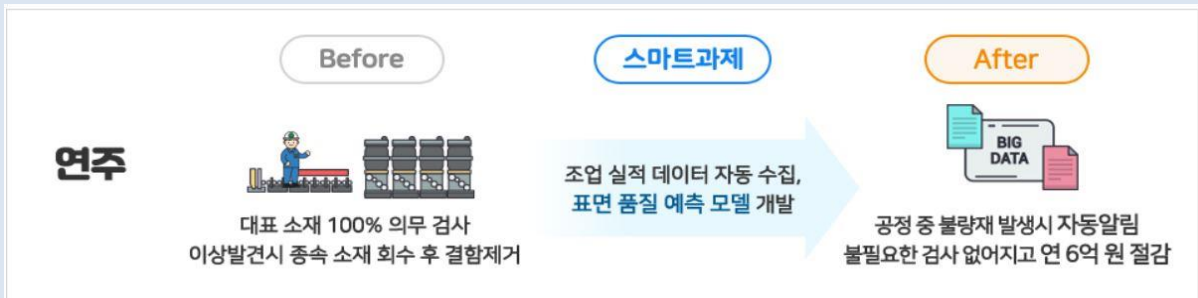 Before
스마트과제
After
연주
BIG
DATA
조업 실적 데이터 자동 수집,
표면 품질 예측 모델 개발
대표 소재 100% 의무 검사
이상발견시 종속 소재 회수 후 결함제거
공정 중 불량재 발생시 자동알림
불필요한 검사 없어지고 연 6억 원 절감